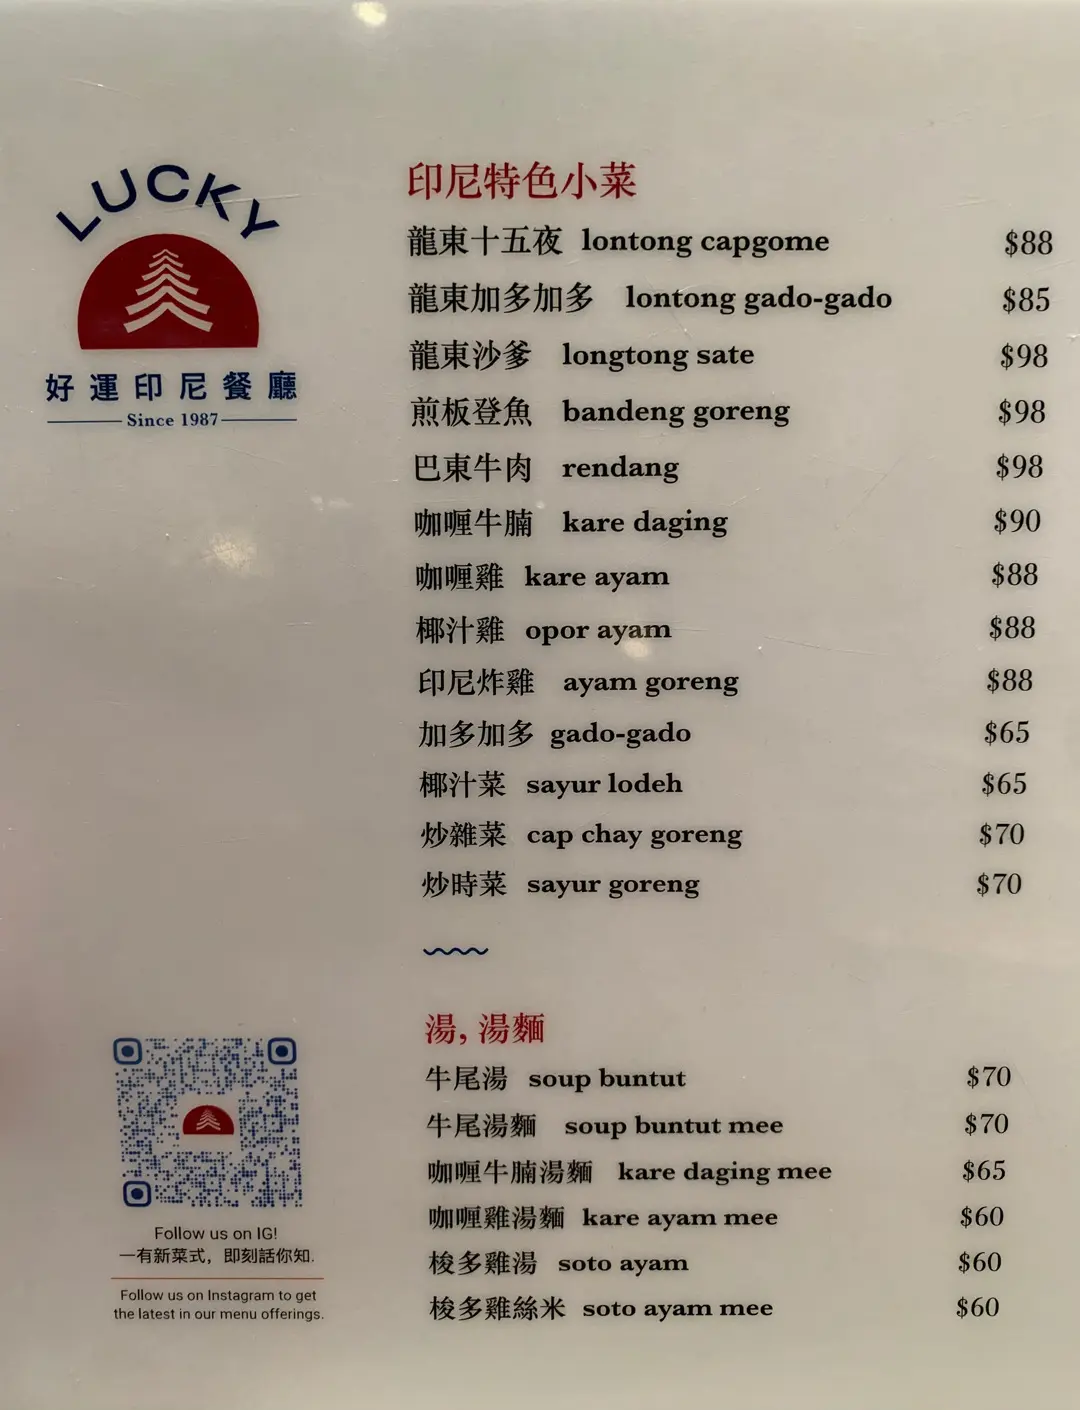 LUCKY
好運印尼餐廳
Since 1987
印尼特色小菜
龍東十五夜 lontong capgome $88
龍東加多加多 lontong gado-gado $85
龍東沙爹 longtong sate $98
煎板登魚 bandeng goreng $98
巴東牛肉 rendang $98
咖喱牛腩 kare daging $90
咖喱雞 kare ayam $88
椰汁雞 opor ayam $88
印尼炸雞 ayam goreng $88
加多加多 gado-gado $65
椰汁菜 sayur lodeh $65
炒雜菜 cap chay goreng $70
炒時菜 sayur goreng $70
湯, 湯麵
牛尾湯 soup buntut $70
牛尾湯麵 soup buntut mee $70
咖喱牛腩湯麵 kare daging mee $65
咖喱雞湯麵 kare ayam mee $60
梭多雞湯 soto ayam $60
梭多雞絲米 soto ayam mee $60
Follow us on IG!
一有新菜式，即刻話你知.
Follow us on Instagram to get
the latest in our menu offerings.